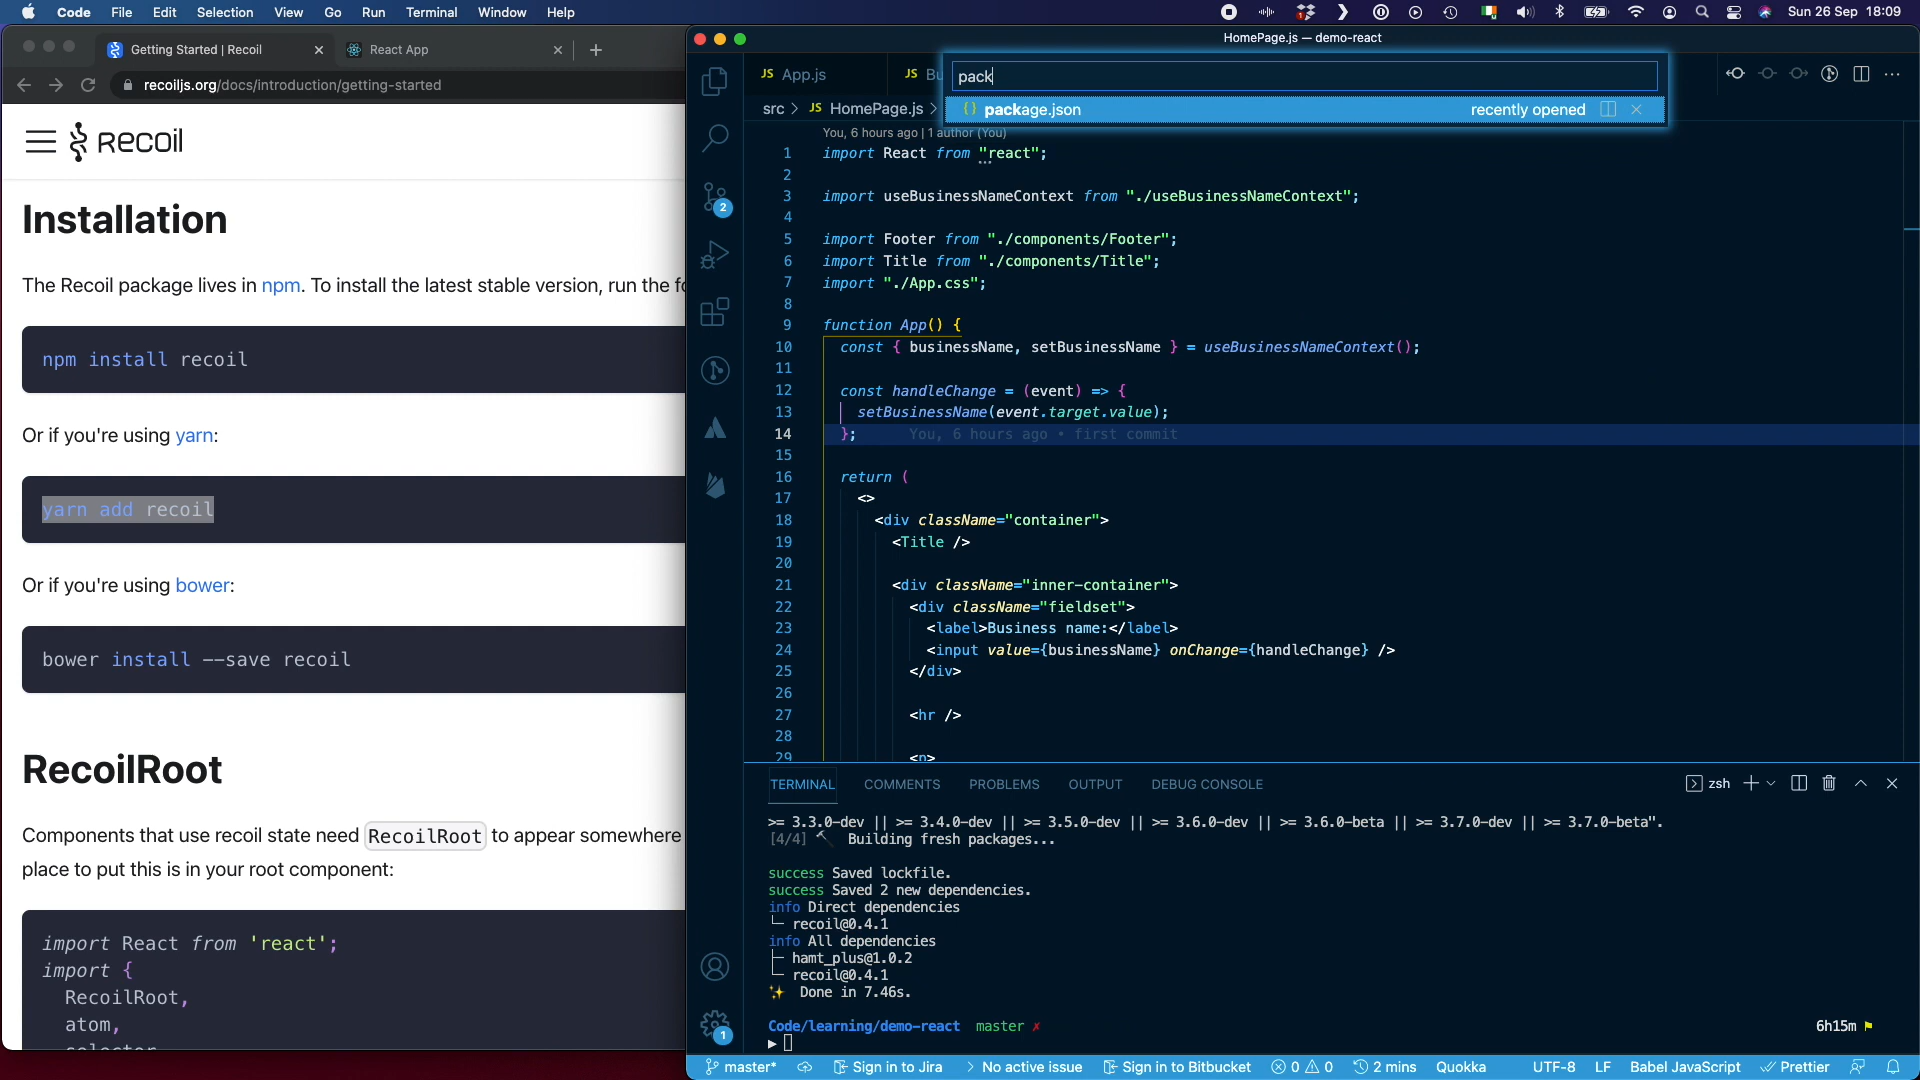 Code File Edit Selection View Go Run Terminal Window Help
Sun 26 Sep 18:09
Getting Started | Recoil
React App
recoiljs.org/docs/introduction/getting-started
Recoil
Installation
The Recoil package lives in npm. To install the latest stable version, run the fo
npm install recoil
Or if you're using yarn:
yarn add recoil
Or if you're using bower:
bower install --save recoil
RecoilRoot
Components that use recoil state need RecoilRoot to appear somewhere
place to put this is in your root component:
import React from 'react';
import {
RecoilRoot,
atom,
selector
HomePage.js — demo-react
JS App.js
JS Bu
pack
{} package.json recently opened
src > JS HomePage.js >
You, 6 hours ago | 1 author (You)
1 import React from "react";
2
3 import useBusinessNameContext from "./useBusinessNameContext";
4
5 import Footer from "./components/Footer";
6 import Title from "./components/Title";
7 import "./App.css";
8
9 function App() {
10 const { businessName, setBusinessName } = useBusinessNameContext();
11
12 const handleChange = (event) => {
13 setBusinessName(event.target.value);
14 }; You, 6 hours ago • first commit
15
16 return (
17 <>
18 <div className="container">
19 <Title />
20
21 <div className="inner-container">
22 <div className="fieldset">
23 <label>Business name:</label>
24 <input value={businessName} onChange={handleChange} />
25 </div>
26
27 <hr />
28
29 <p>
2
1
TERMINAL COMMENTS PROBLEMS OUTPUT DEBUG CONSOLE
zsh
>= 3.3.0-dev || >= 3.4.0-dev || >= 3.5.0-dev || >= 3.6.0-dev || >= 3.6.0-beta || >= 3.7.0-dev || >= 3.7.0-beta".
[4/4] 🔨 Building fresh packages...
success Saved lockfile.
success Saved 2 new dependencies.
info Direct dependencies
└─ recoil@0.4.1
info All dependencies
├─ hamt_plus@1.0.2
└─ recoil@0.4.1
✨ Done in 7.46s.
Code/learning/demo-react master ✗
6h15m
master* Sign in to Jira > No active issue Sign in to Bitbucket 0 0 2 mins Quokka UTF-8 LF Babel JavaScript Prettier